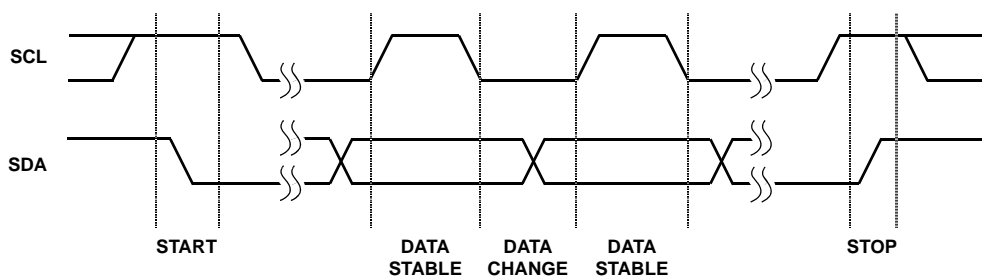 SCL
SDA
START
DATA STABLE
DATA CHANGE
DATA STABLE
STOP